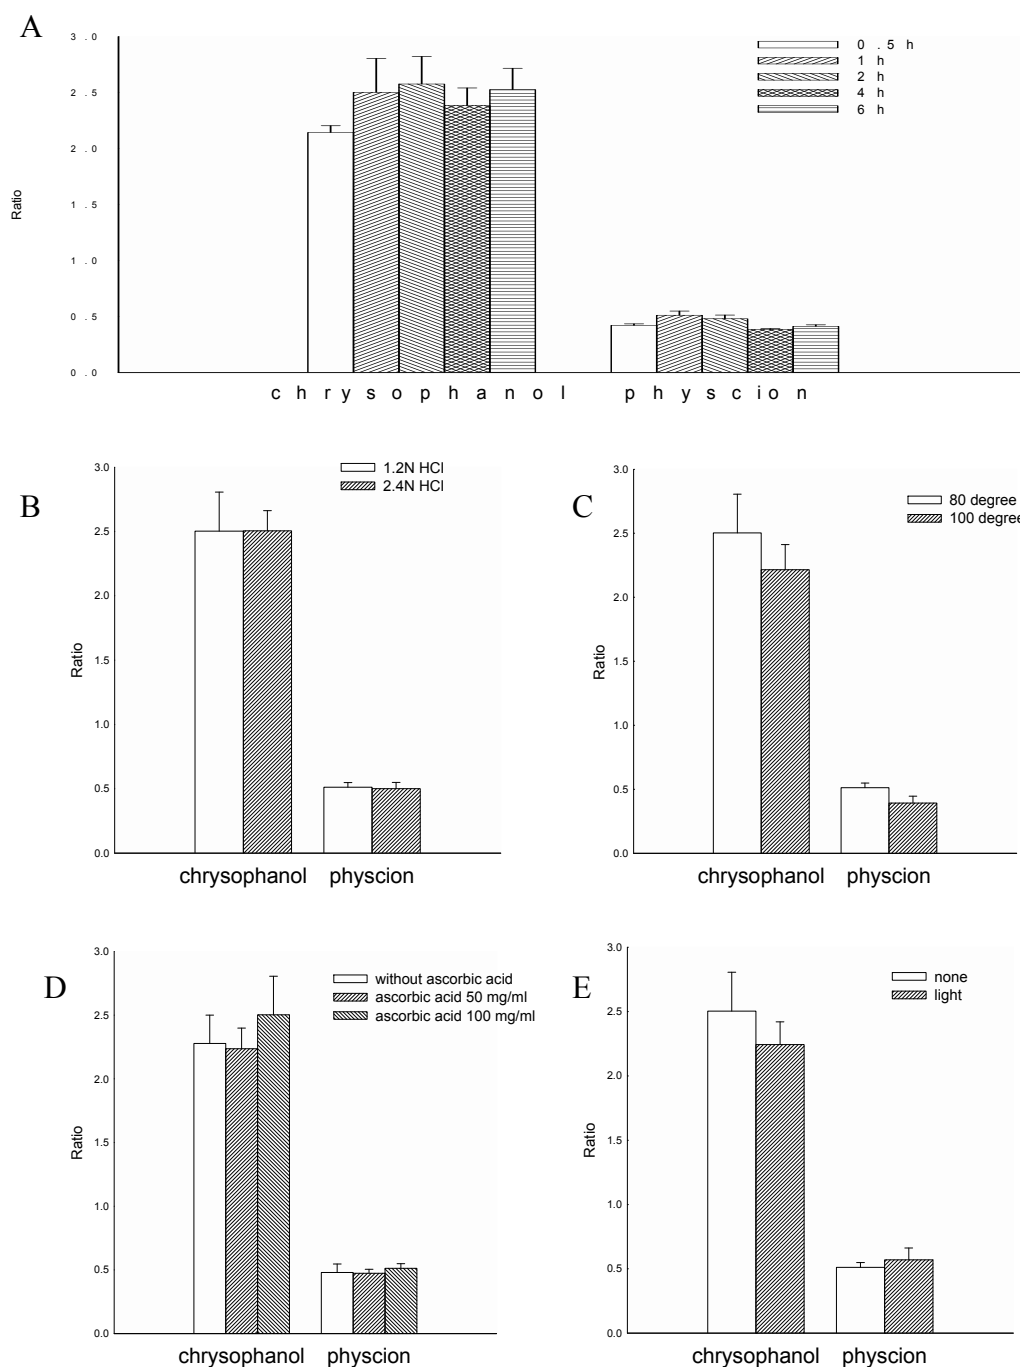 A
3.0
2.5
2.0
1.5
1.0
0.5
0.0
Ratio
0.5 h
1 h
2 h
4 h
6 h
chrysophanol physcion
B
3.0
2.5
2.0
1.5
1.0
0.5
0.0
Ratio
1.2N HCl
2.4N HCl
chrysophanol physcion
C
3.0
2.5
2.0
1.5
1.0
0.5
0.0
Ratio
80 degree
100 degree
chrysophanol physcion
D
3.0
2.5
2.0
1.5
1.0
0.5
0.0
Ratio
without ascorbic acid
ascorbic acid 50 mg/ml
ascorbic acid 100 mg/ml
chrysophanol physcion
E
3.0
2.5
2.0
1.5
1.0
0.5
0.0
Ratio
none
light
chrysophanol physcion